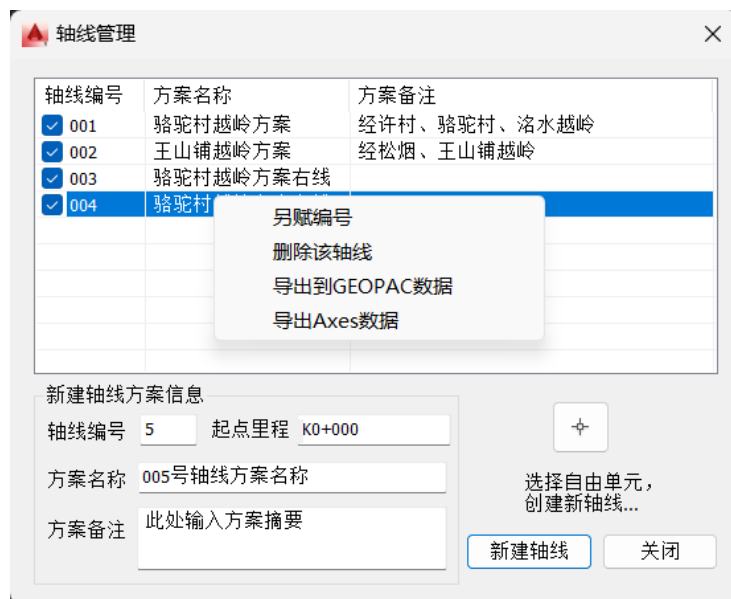 轴线管理
轴线编号 方案名称 方案备注
001 骆驼村越岭方案 经许村、骆驼村、洺水越岭
002 王山铺越岭方案 经松烟、王山铺越岭
003 骆驼村越岭方案右线
004 骆驼村
另赋编号
删除该轴线
导出到GEOPAC数据
导出Axes数据
新建轴线方案信息
轴线编号 5 起点里程 K0+000
方案名称 005号轴线方案名称
方案备注 此处输入方案摘要
选择自由单元，
创建新轴线...
新建轴线 关闭